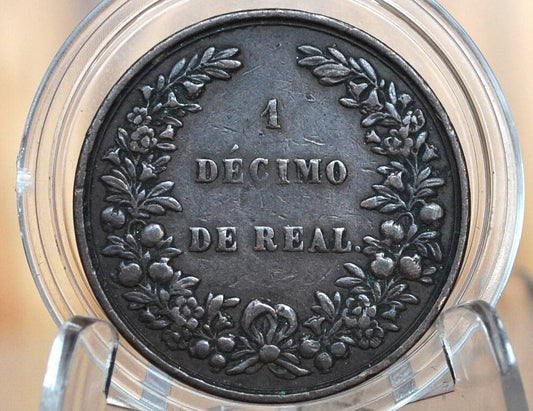 1
DÉCIMO
DE REAL.